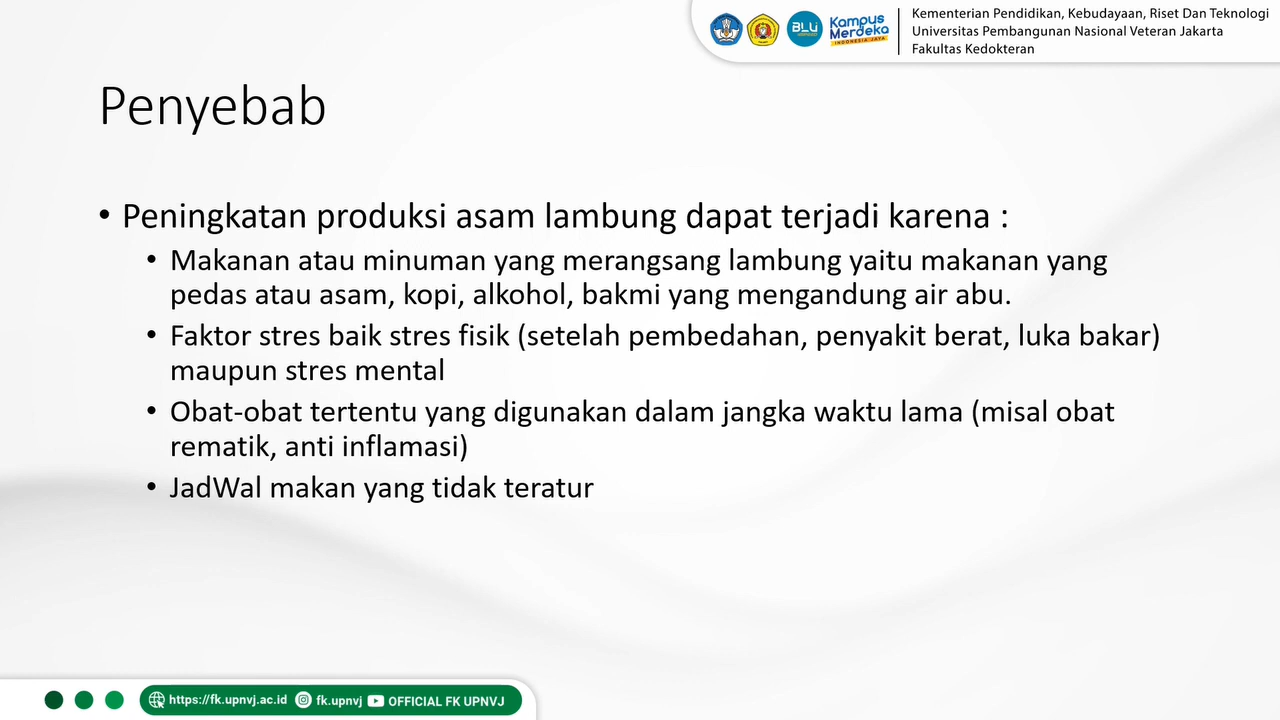 BLU
Kampus
Merdeka
INDONESIA JAYA
Kementerian Pendidikan, Kebudayaan, Riset Dan Teknologi
Universitas Pembangunan Nasional Veteran Jakarta
Fakultas Kedokteran
Penyebab
• Peningkatan produksi asam lambung dapat terjadi karena :
• Makanan atau minuman yang merangsang lambung yaitu makanan yang
pedas atau asam, kopi, alkohol, bakmi yang mengandung air abu.
• Faktor stres baik stres fisik (setelah pembedahan, penyakit berat, luka bakar)
maupun stres mental
• Obat-obat tertentu yang digunakan dalam jangka waktu lama (misal obat
rematik, anti inflamasi)
• JadWal makan yang tidak teratur
https://fk.upnvj.ac.id fk.upnvj OFFICIAL FK UPNVJ